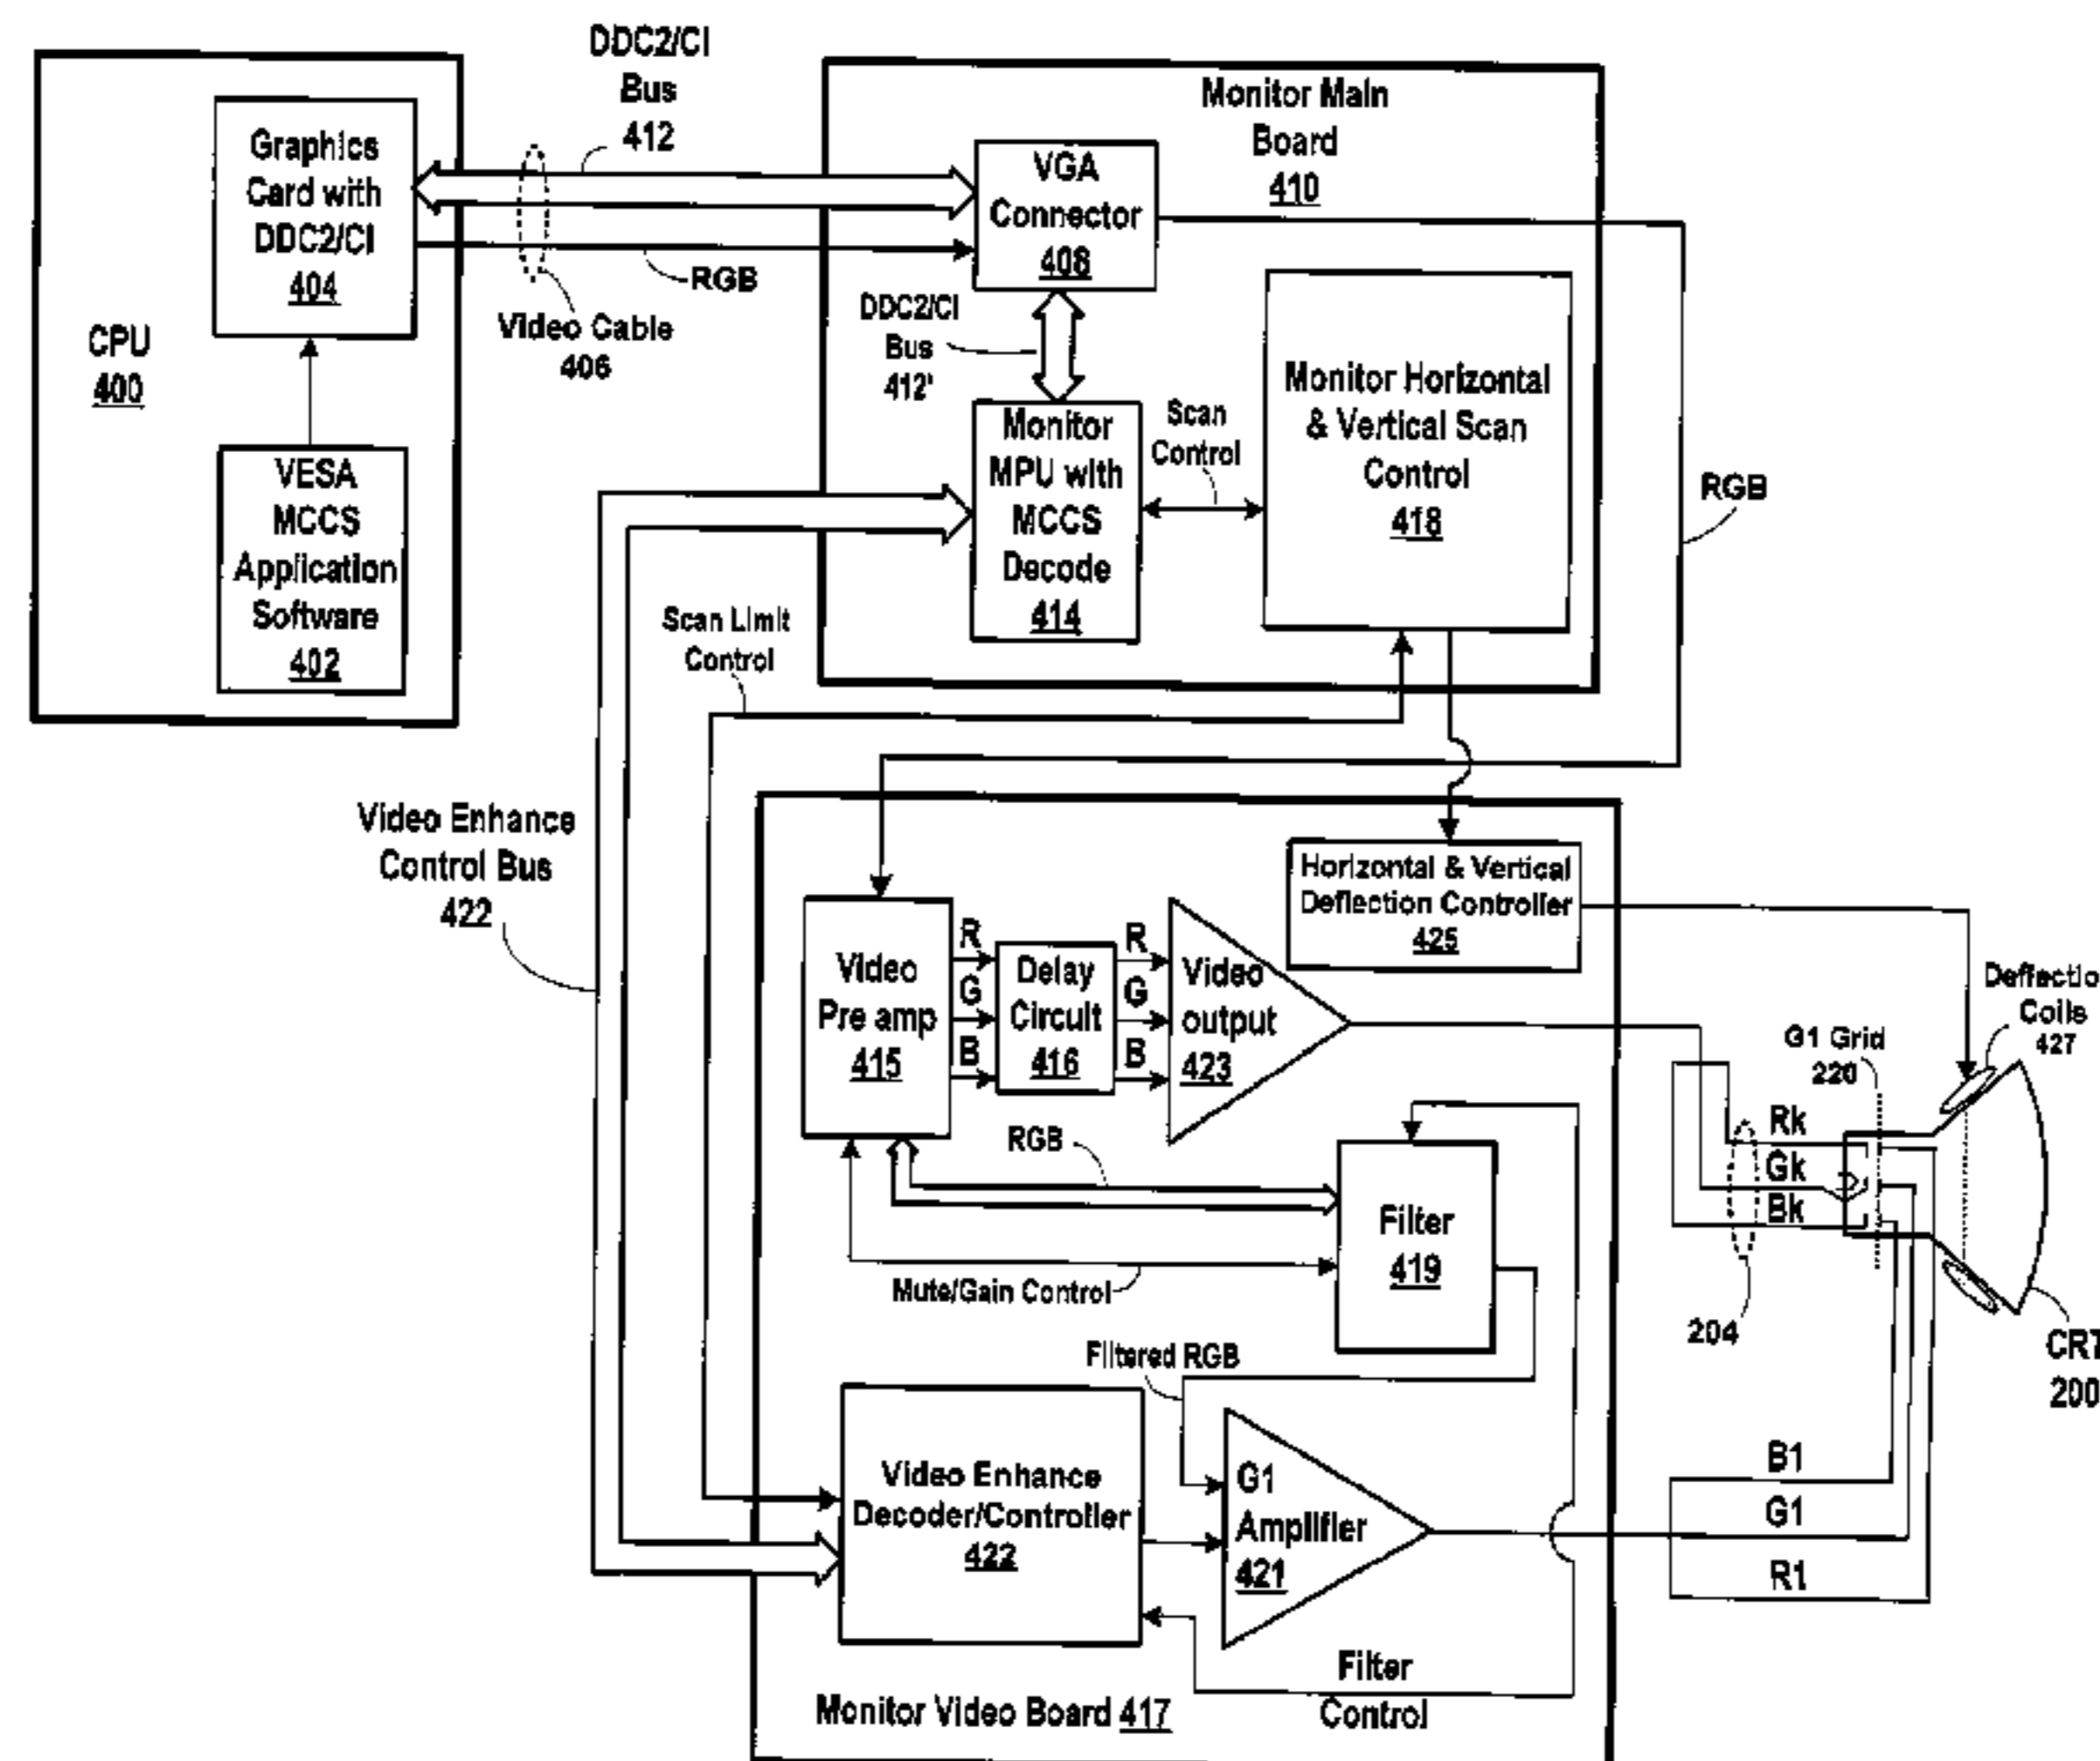 DDC2/CI
Bus
412
Graphics
Card with
DDC2/CI
404
CPU
400
VESA
MCCS
Application
Software
402
RGB
Video Cable
406
Monitor Main
Board
410
VGA
Connector
408
DDC2/CI
Bus
412'
Monitor
MPU with
MCCS
Decode
414
Scan
Control
Monitor Horizontal
& Vertical Scan
Control
418
RGB
Scan Limit
Control
Video Enhance
Control Bus
422
Horizontal & Vertical
Deflection Controller
425
Video
Pre amp
415
R
G
B
Delay
Circuit
416
R
G
B
Video
output
423
Deflectio
Coils
427
G1 Grid
220
Rk
Gk
Bk
204
CRT
200
RGB
Filter
419
Mute/Gain Control
Filtered RGB
Video Enhance
Decoder/Controller
422
G1
Amplifier
421
B1
G1
R1
Filter
Control
Monitor Video Board 417